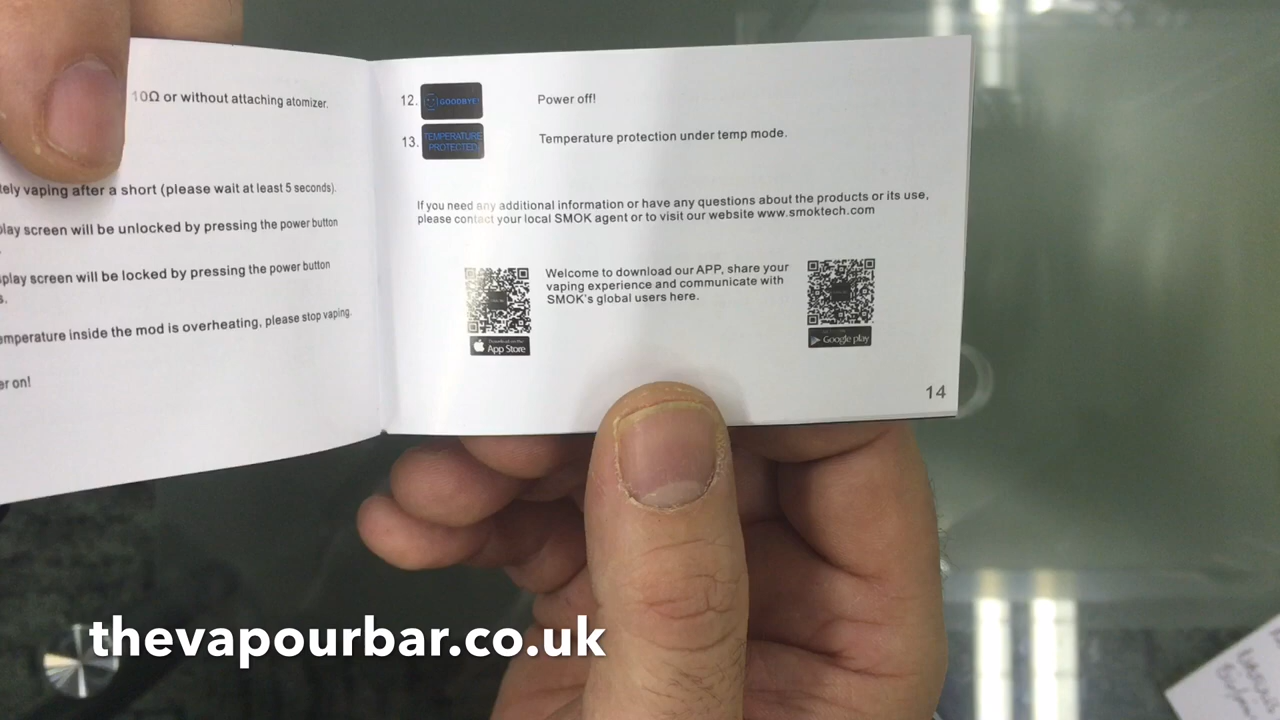 10Ω or without attaching atomizer.
vaping after a short (please wait at least 5 seconds).
screen will be unlocked by pressing the power button
screen will be locked by pressing the power button
inside the mod is overheating, please stop vaping.
on!
12. GOODBYE! Power off!
13. TEMPERATURE PROTECTED Temperature protection under temp mode.
If you need any additional information or have any questions about the products or its use,
please contact your local SMOK agent or to visit our website www.smoktech.com
Welcome to download our APP, share your
vaping experience and communicate with
SMOK's global users here.
Download on the
App Store
Google play
14
thevapourbar.co.uk